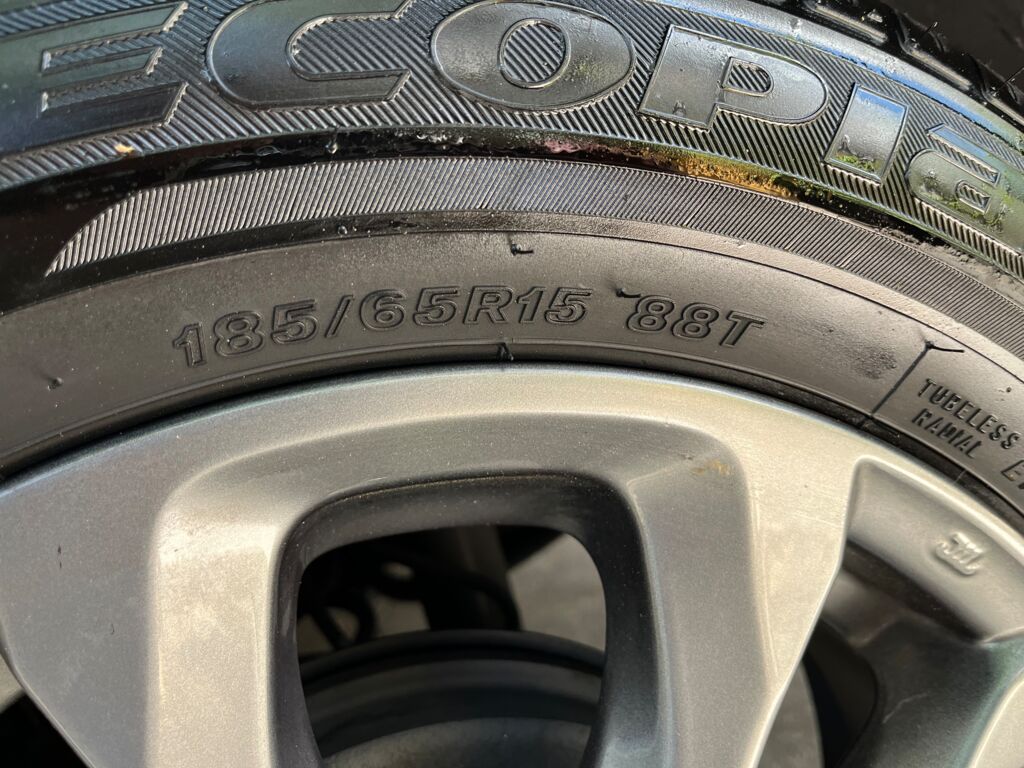 ECOPIa
185/65R15 88T
TUBELESS
RADIAL